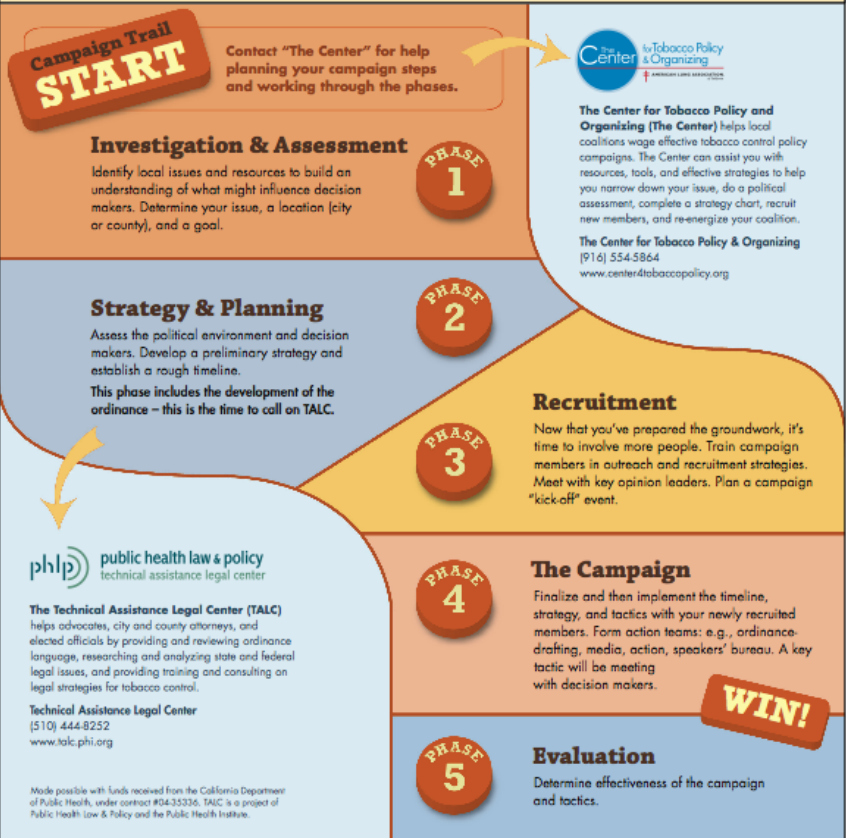 Campaign Trail
START
Contact “The Center” for help
planning your campaign steps
and working through the phases.
The Center
for Tobacco Policy
& Organizing
AMERICAN LUNG ASSOCIATION
The Center for Tobacco Policy and
Organizing (The Center) helps local
coalitions wage effective tobacco control policy
campaigns. The Center can assist you with
resources, tools, and effective strategies to help
you narrow down your issue, do a political
assessment, complete a strategy chart, recruit
new members, and re-energize your coalition.
The Center for Tobacco Policy & Organizing
(916) 554-5864
www.center4tobaccopolicy.org
Investigation & Assessment
Identify local issues and resources to build an
understanding of what might influence decision
makers. Determine your issue, a location (city
or county), and a goal.
PHASE
1
Strategy & Planning
Assess the political environment and decision
makers. Develop a preliminary strategy and
establish a rough timeline.
This phase includes the development of the
ordinance – this is the time to call on TALC.
PHASE
2
PHASE
3
Recruitment
Now that you’ve prepared the groundwork, it’s
time to involve more people. Train campaign
members in outreach and recruitment strategies.
Meet with key opinion leaders. Plan a campaign
“kick-off” event.
phlp
public health law & policy
technical assistance legal center
The Technical Assistance Legal Center (TALC)
helps advocates, city and county attorneys, and
elected officials by providing and reviewing ordinance
language, researching and analyzing state and federal
legal issues, and providing training and consulting on
legal strategies for tobacco control.
Technical Assistance Legal Center
(510) 444-8252
www.talc.phi.org
Made possible with funds received from the California Department
of Public Health, under contract #04-35336. TALC is a project of
Public Health Law & Policy and the Public Health Institute.
PHASE
4
The Campaign
Finalize and then implement the timeline,
strategy, and tactics with your newly recruited
members. Form action teams: e.g., ordinance-
drafting, media, action, speakers’ bureau. A key
tactic will be meeting
with decision makers.
WIN!
PHASE
5
Evaluation
Determine effectiveness of the campaign
and tactics.